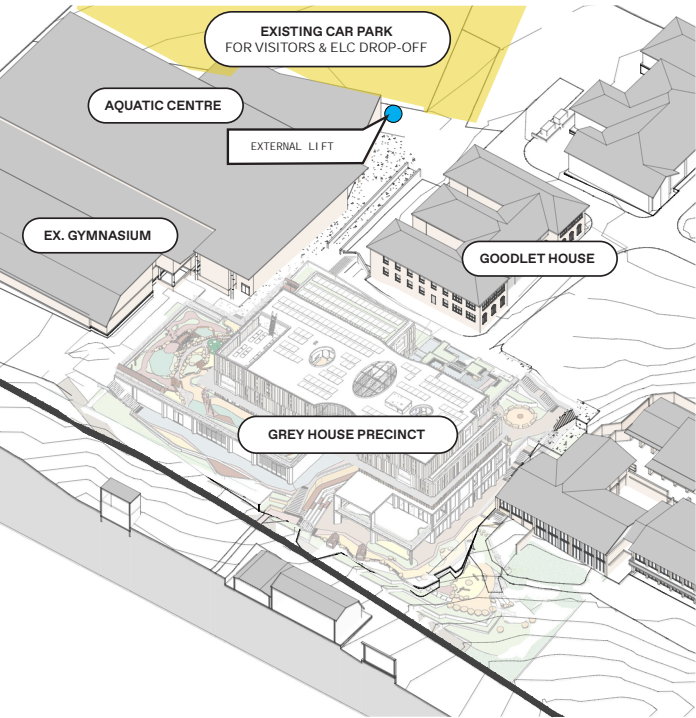 EXISTING CAR PARK
FOR VISITORS & ELC DROP-OFF
AQUATIC CENTRE
EXTERNAL LIFT
EX. GYMNASIUM
GOODLET HOUSE
GREY HOUSE PRECINCT